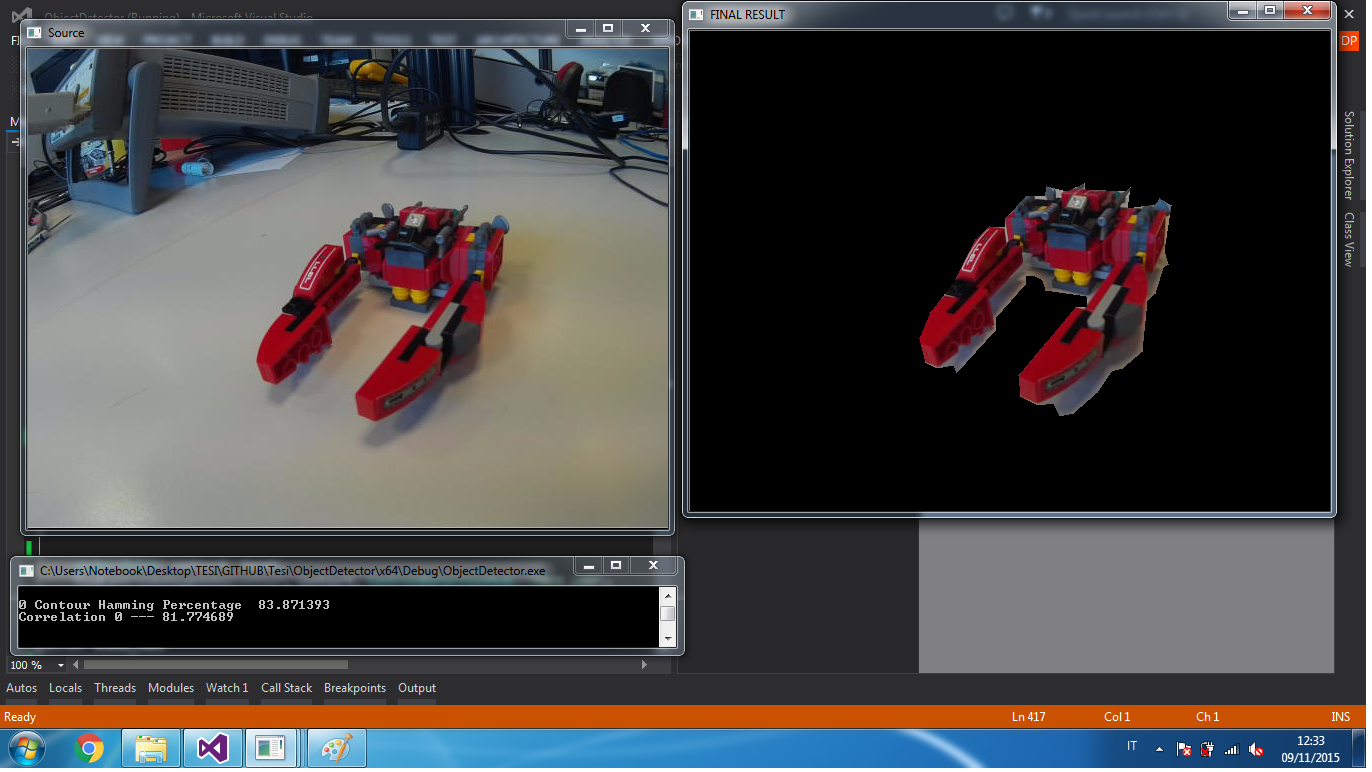 ObjectDetector (Running) - Microsoft Visual Studio
Source
FINAL RESULT
DP
Solution Explorer
Class View
C:\Users\Notebook\Desktop\TESI\GITHUB\Tesi\ObjectDetector\x64\Debug\ObjectDetector.exe
0 Contour Hamming Percentage 83.871393
Correlation 0 --- 81.774689
100 %
Autos Locals Threads Modules Watch 1 Call Stack Breakpoints Output
Ready Ln 417 Col 1 Ch 1 INS
IT
12:33
09/11/2015